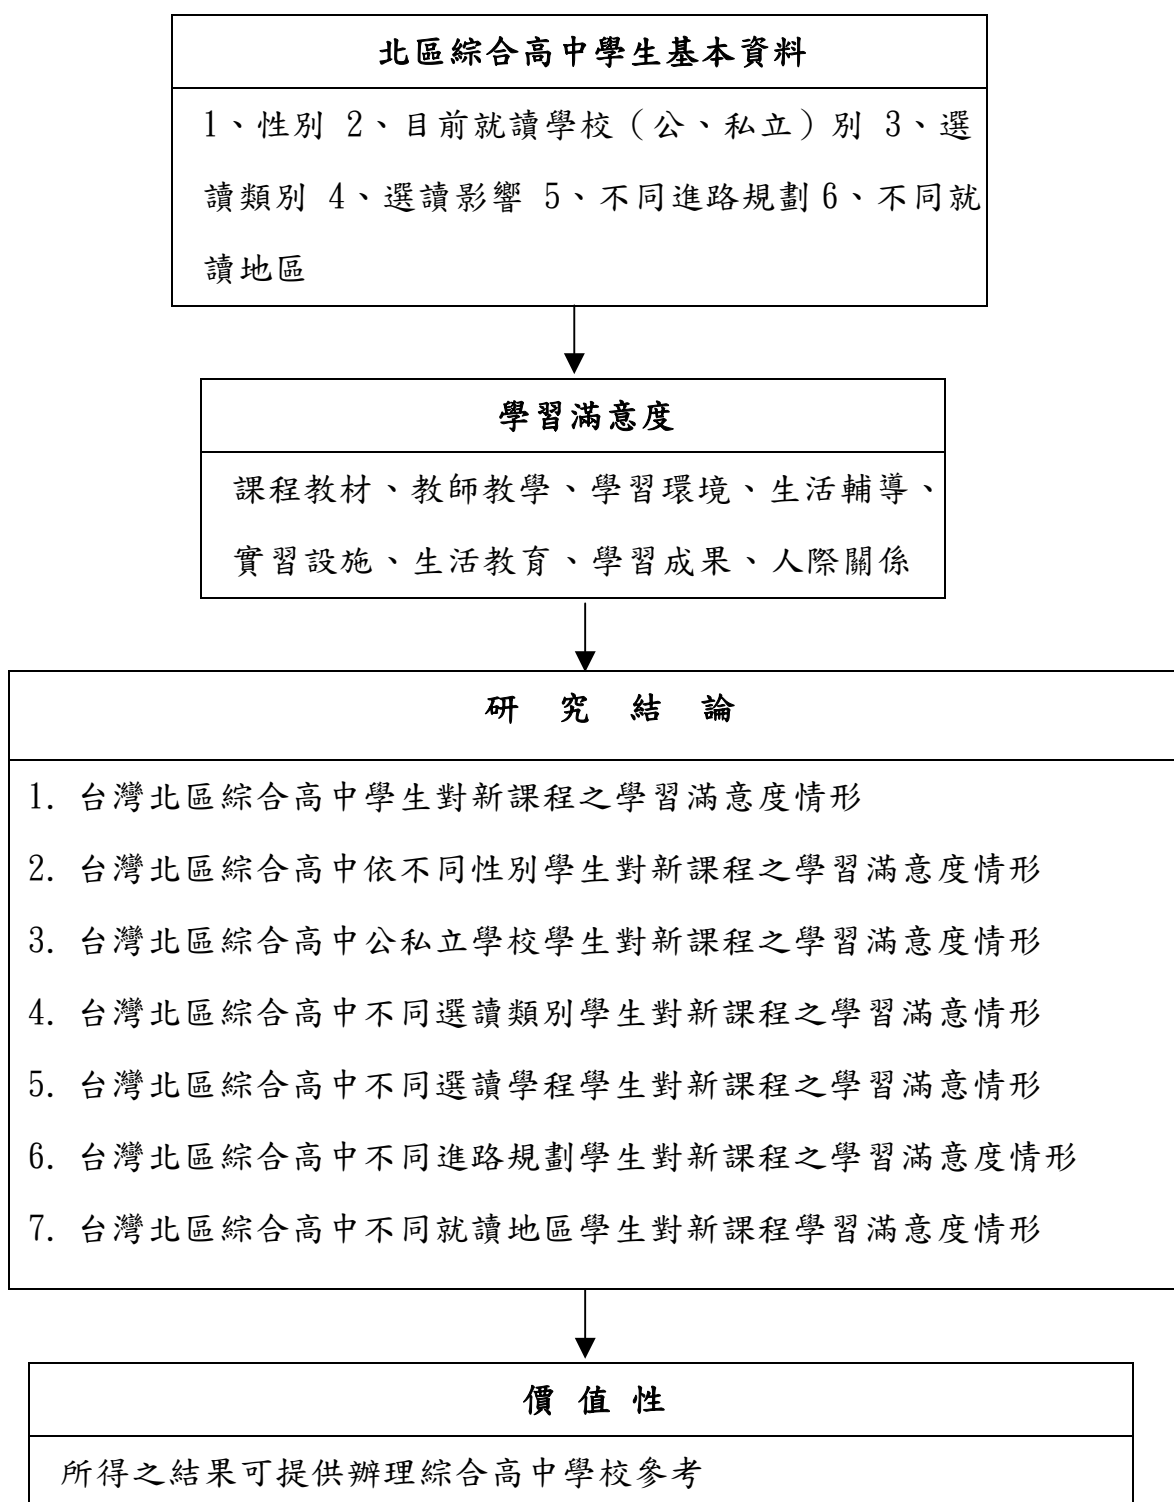 北區綜合高中學生基本資料
1、性別 2、目前就讀學校（公、私立）別 3、選
讀類別 4、選讀影響 5、不同進路規劃6、不同就
讀地區
學習滿意度
課程教材、教師教學、學習環境、生活輔導、
實習設施、生活教育、學習成果、人際關係
研 究 結 論
1. 台灣北區綜合高中學生對新課程之學習滿意度情形
2. 台灣北區綜合高中依不同性別學生對新課程之學習滿意度情形
3. 台灣北區綜合高中公私立學校學生對新課程之學習滿意度情形
4. 台灣北區綜合高中不同選讀類別學生對新課程之學習滿意情形
5. 台灣北區綜合高中不同選讀學程學生對新課程之學習滿意情形
6. 台灣北區綜合高中不同進路規劃學生對新課程之學習滿意度情形
7. 台灣北區綜合高中不同就讀地區學生對新課程學習滿意度情形
價 值 性
所得之結果可提供辦理綜合高中學校參考